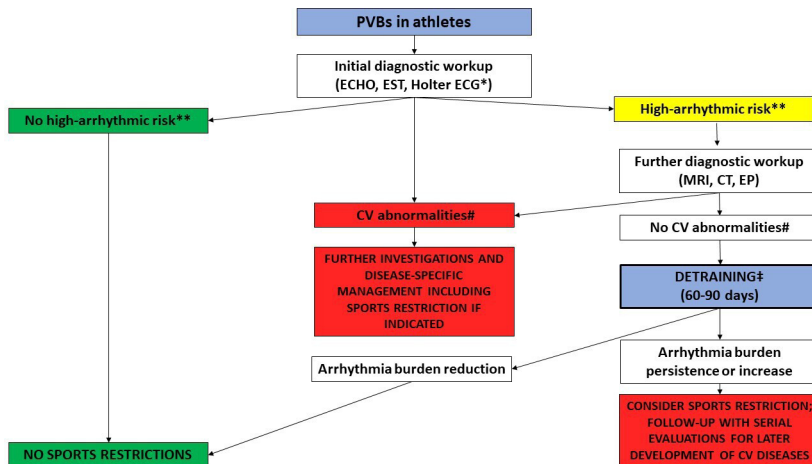 PVBs in athletes
Initial diagnostic workup
(ECHO, EST, Holter ECG*)
No high-arrhythmic risk**
High-arrhythmic risk**
Further diagnostic workup
(MRI, CT, EP)
CV abnormalities#
No CV abnormalities#
FURTHER INVESTIGATIONS AND
DISEASE-SPECIFIC
MANAGEMENT INCLUDING
SPORTS RESTRICTION IF
INDICATED
DETRAINING‡
(60-90 days)
Arrhythmia burden reduction
Arrhythmia burden
persistence or increase
NO SPORTS RESTRICTIONS
CONSIDER SPORTS RESTRICTION;
FOLLOW-UP WITH SERIAL
EVALUATIONS FOR LATER
DEVELOPMENT OF CV DISEASES